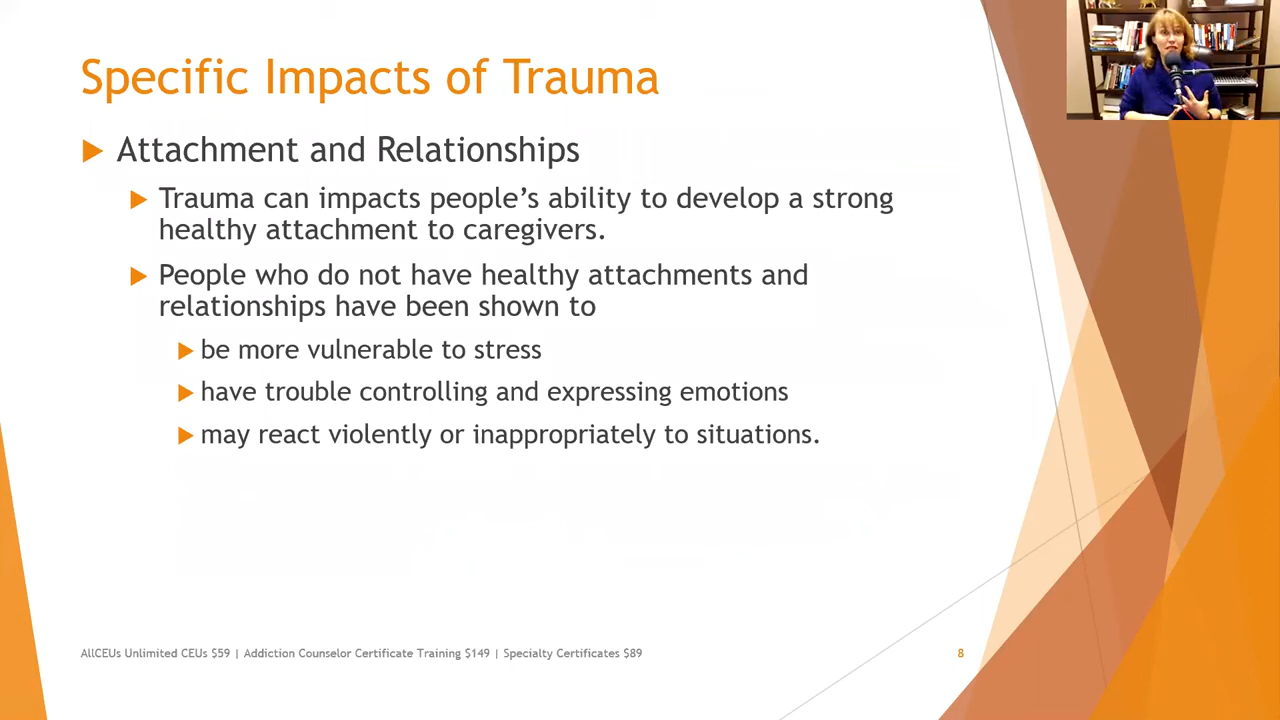 Specific Impacts of Trauma
Attachment and Relationships
Trauma can impacts people’s ability to develop a strong
healthy attachment to caregivers.
People who do not have healthy attachments and
relationships have been shown to
be more vulnerable to stress
have trouble controlling and expressing emotions
may react violently or inappropriately to situations.
AllCEUs Unlimited CEUs $59 | Addiction Counselor Certificate Training $149 | Specialty Certificates $89
8